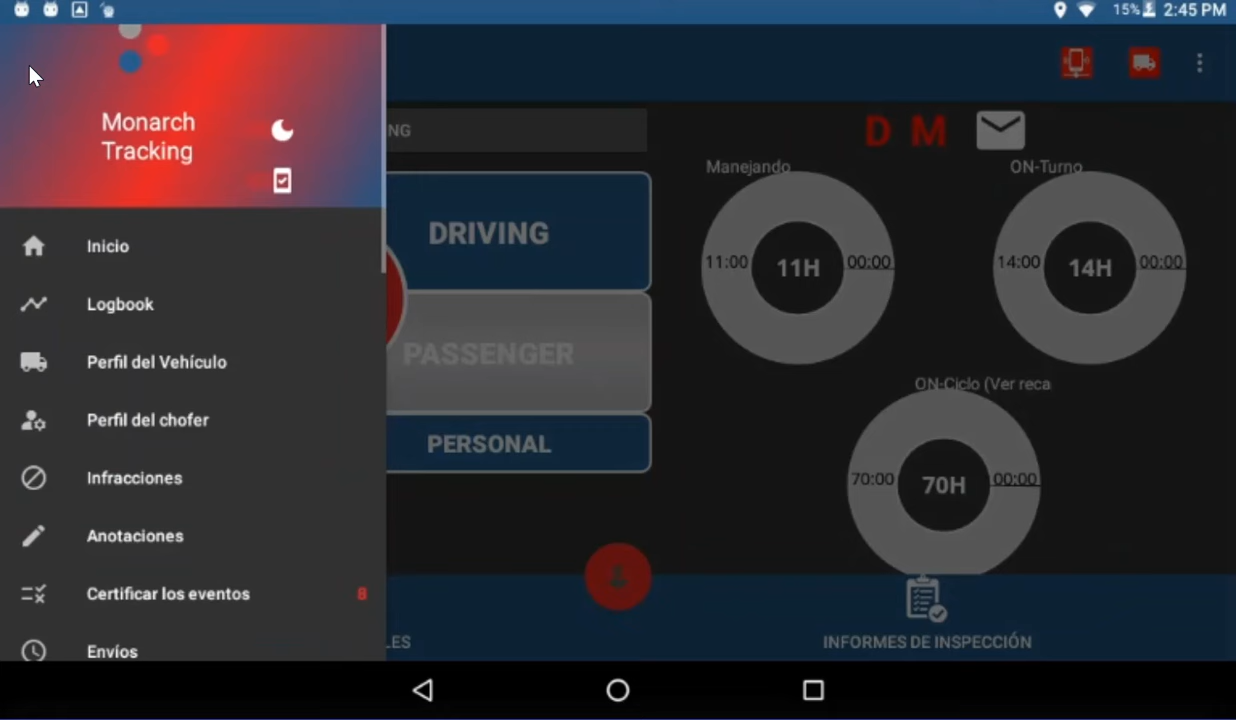 15% 2:45 PM
Monarch
Tracking
Inicio
Logbook
Perfil del Vehículo
Perfil del chofer
Infracciones
Anotaciones
Certificar los eventos 8
Envíos
NG
DRIVING
PASSENGER
PERSONAL
D M
Manejando
11:00 11H 00:00
ON-Turno
14:00 14H 00:00
ON-Ciclo (Ver reca
70:00 70H 00:00
LES
INFORMES DE INSPECCIÓN